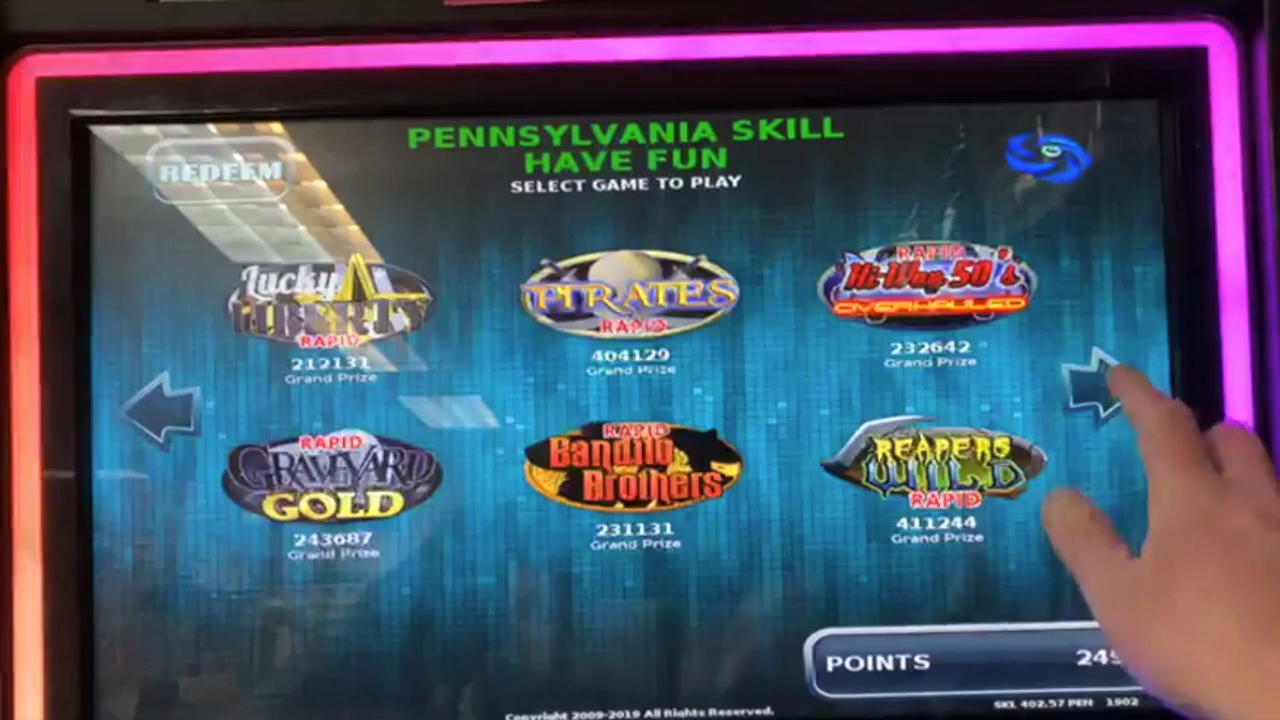 REDEEM
PENNSYLVANIA SKILL
HAVE FUN
SELECT GAME TO PLAY
Lucky
LIBERTY
RAPID
212131
Grand Prize
PIRATES
RAPID
404129
Grand Prize
RAPID
Hi-Way 50's
OVERHAULED
232642
Grand Prize
RAPID
GRAVEYARD
GOLD
243687
Grand Prize
RAPID
Bandito
Brothers
231131
Grand Prize
REAPERS
WILD
RAPID
411244
Grand Prize
POINTS 245
SKL 402.57 PEN 1902
Copyright 2009-2019 All Rights Reserved.